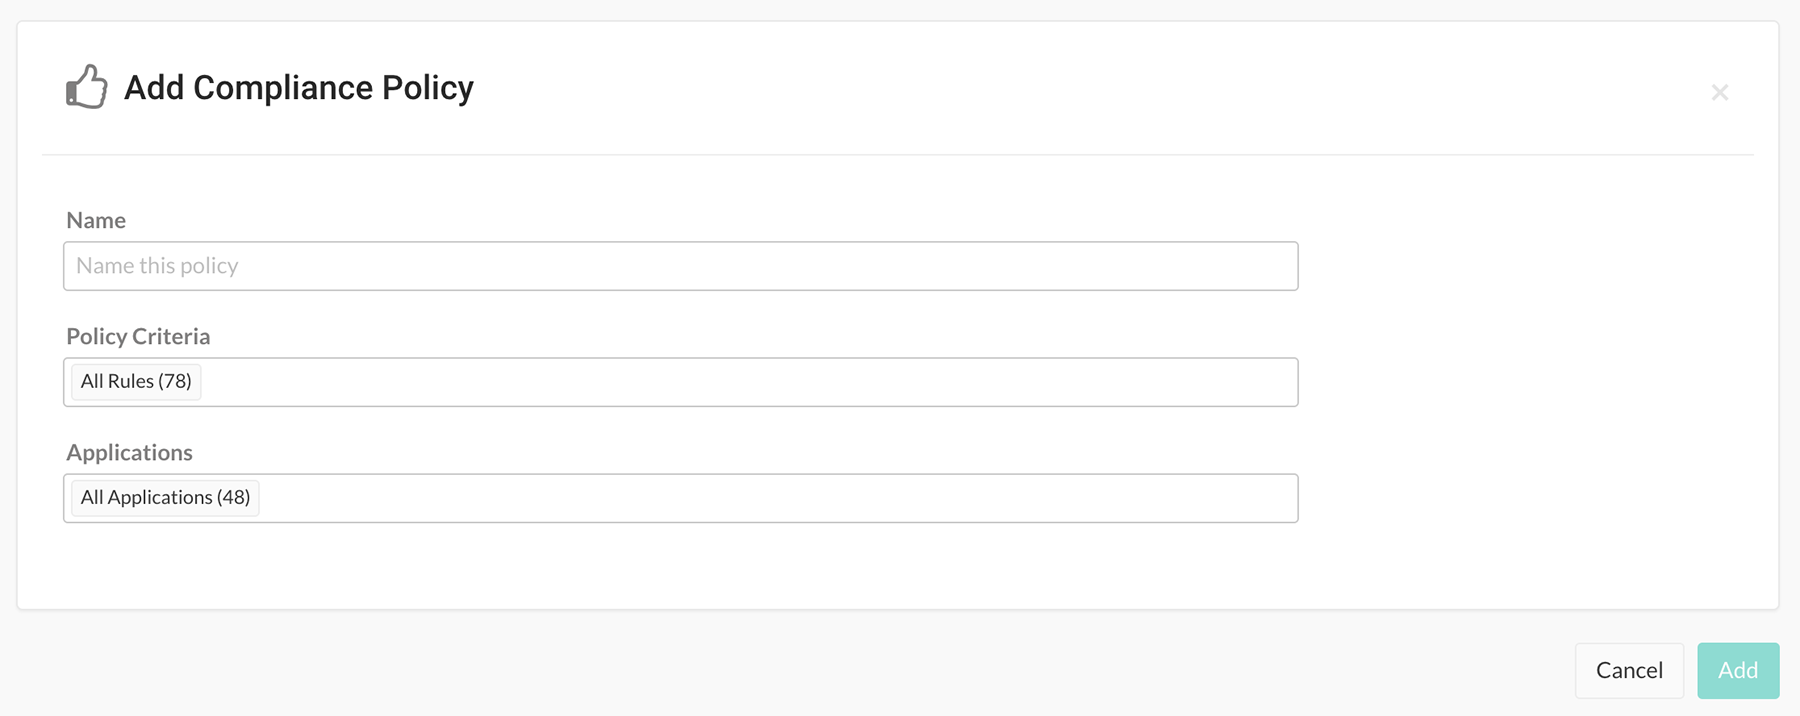 Add Compliance Policy
Name
Name this policy
Policy Criteria
All Rules (78)
Applications
All Applications (48)
Cancel
Add